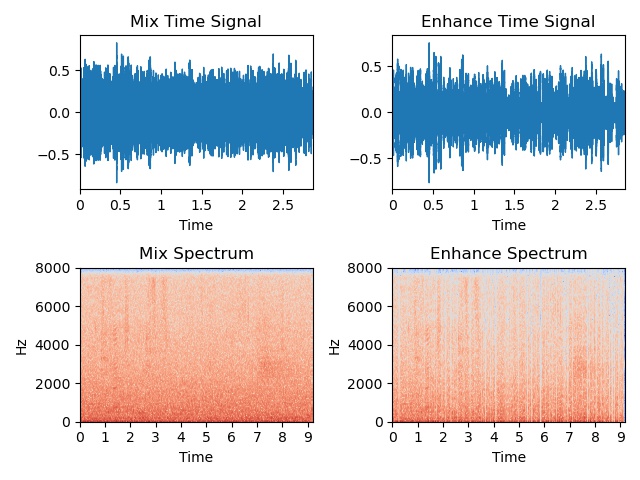 Mix Time Signal
0.5
0.0
−0.5
0 0.5 1 1.5 2 2.5
Time
Enhance Time Signal
0.5
0.0
−0.5
0 0.5 1 1.5 2 2.5
Time
Mix Spectrum
8000
6000
4000
2000
0
Hz
0 1 2 3 4 5 6 7 8 9
Time
Enhance Spectrum
8000
6000
4000
2000
0
Hz
0 1 2 3 4 5 6 7 8 9
Time